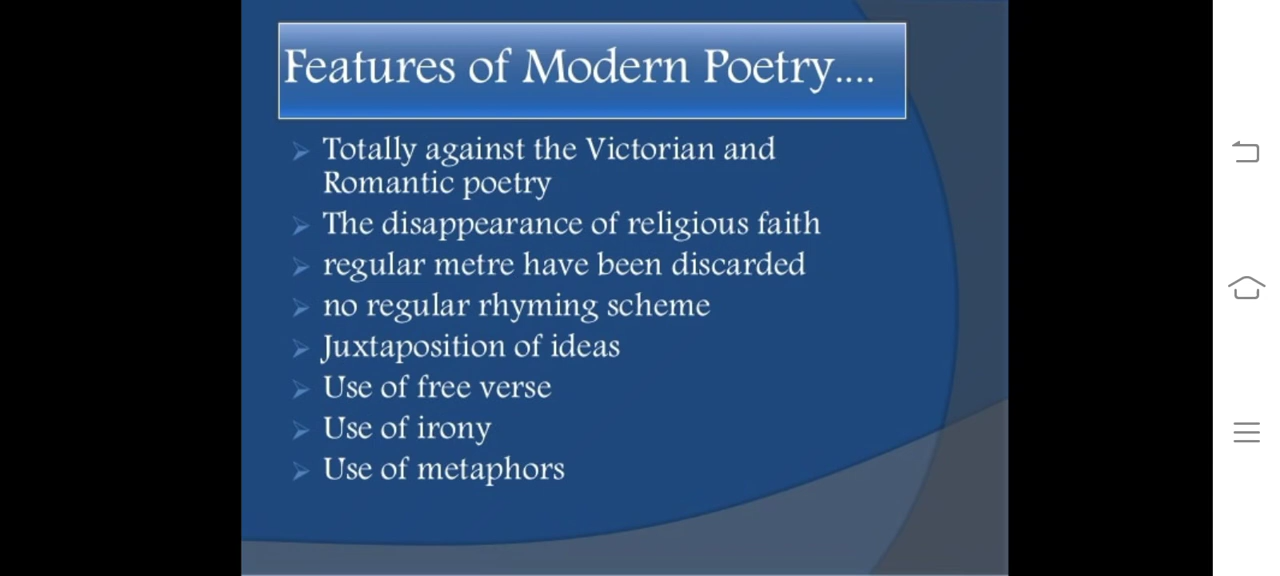 Features of Modern Poetry....
Totally against the Victorian and
Romantic poetry
The disappearance of religious faith
regular metre have been discarded
no regular rhyming scheme
Juxtaposition of ideas
Use of free verse
Use of irony
Use of metaphors